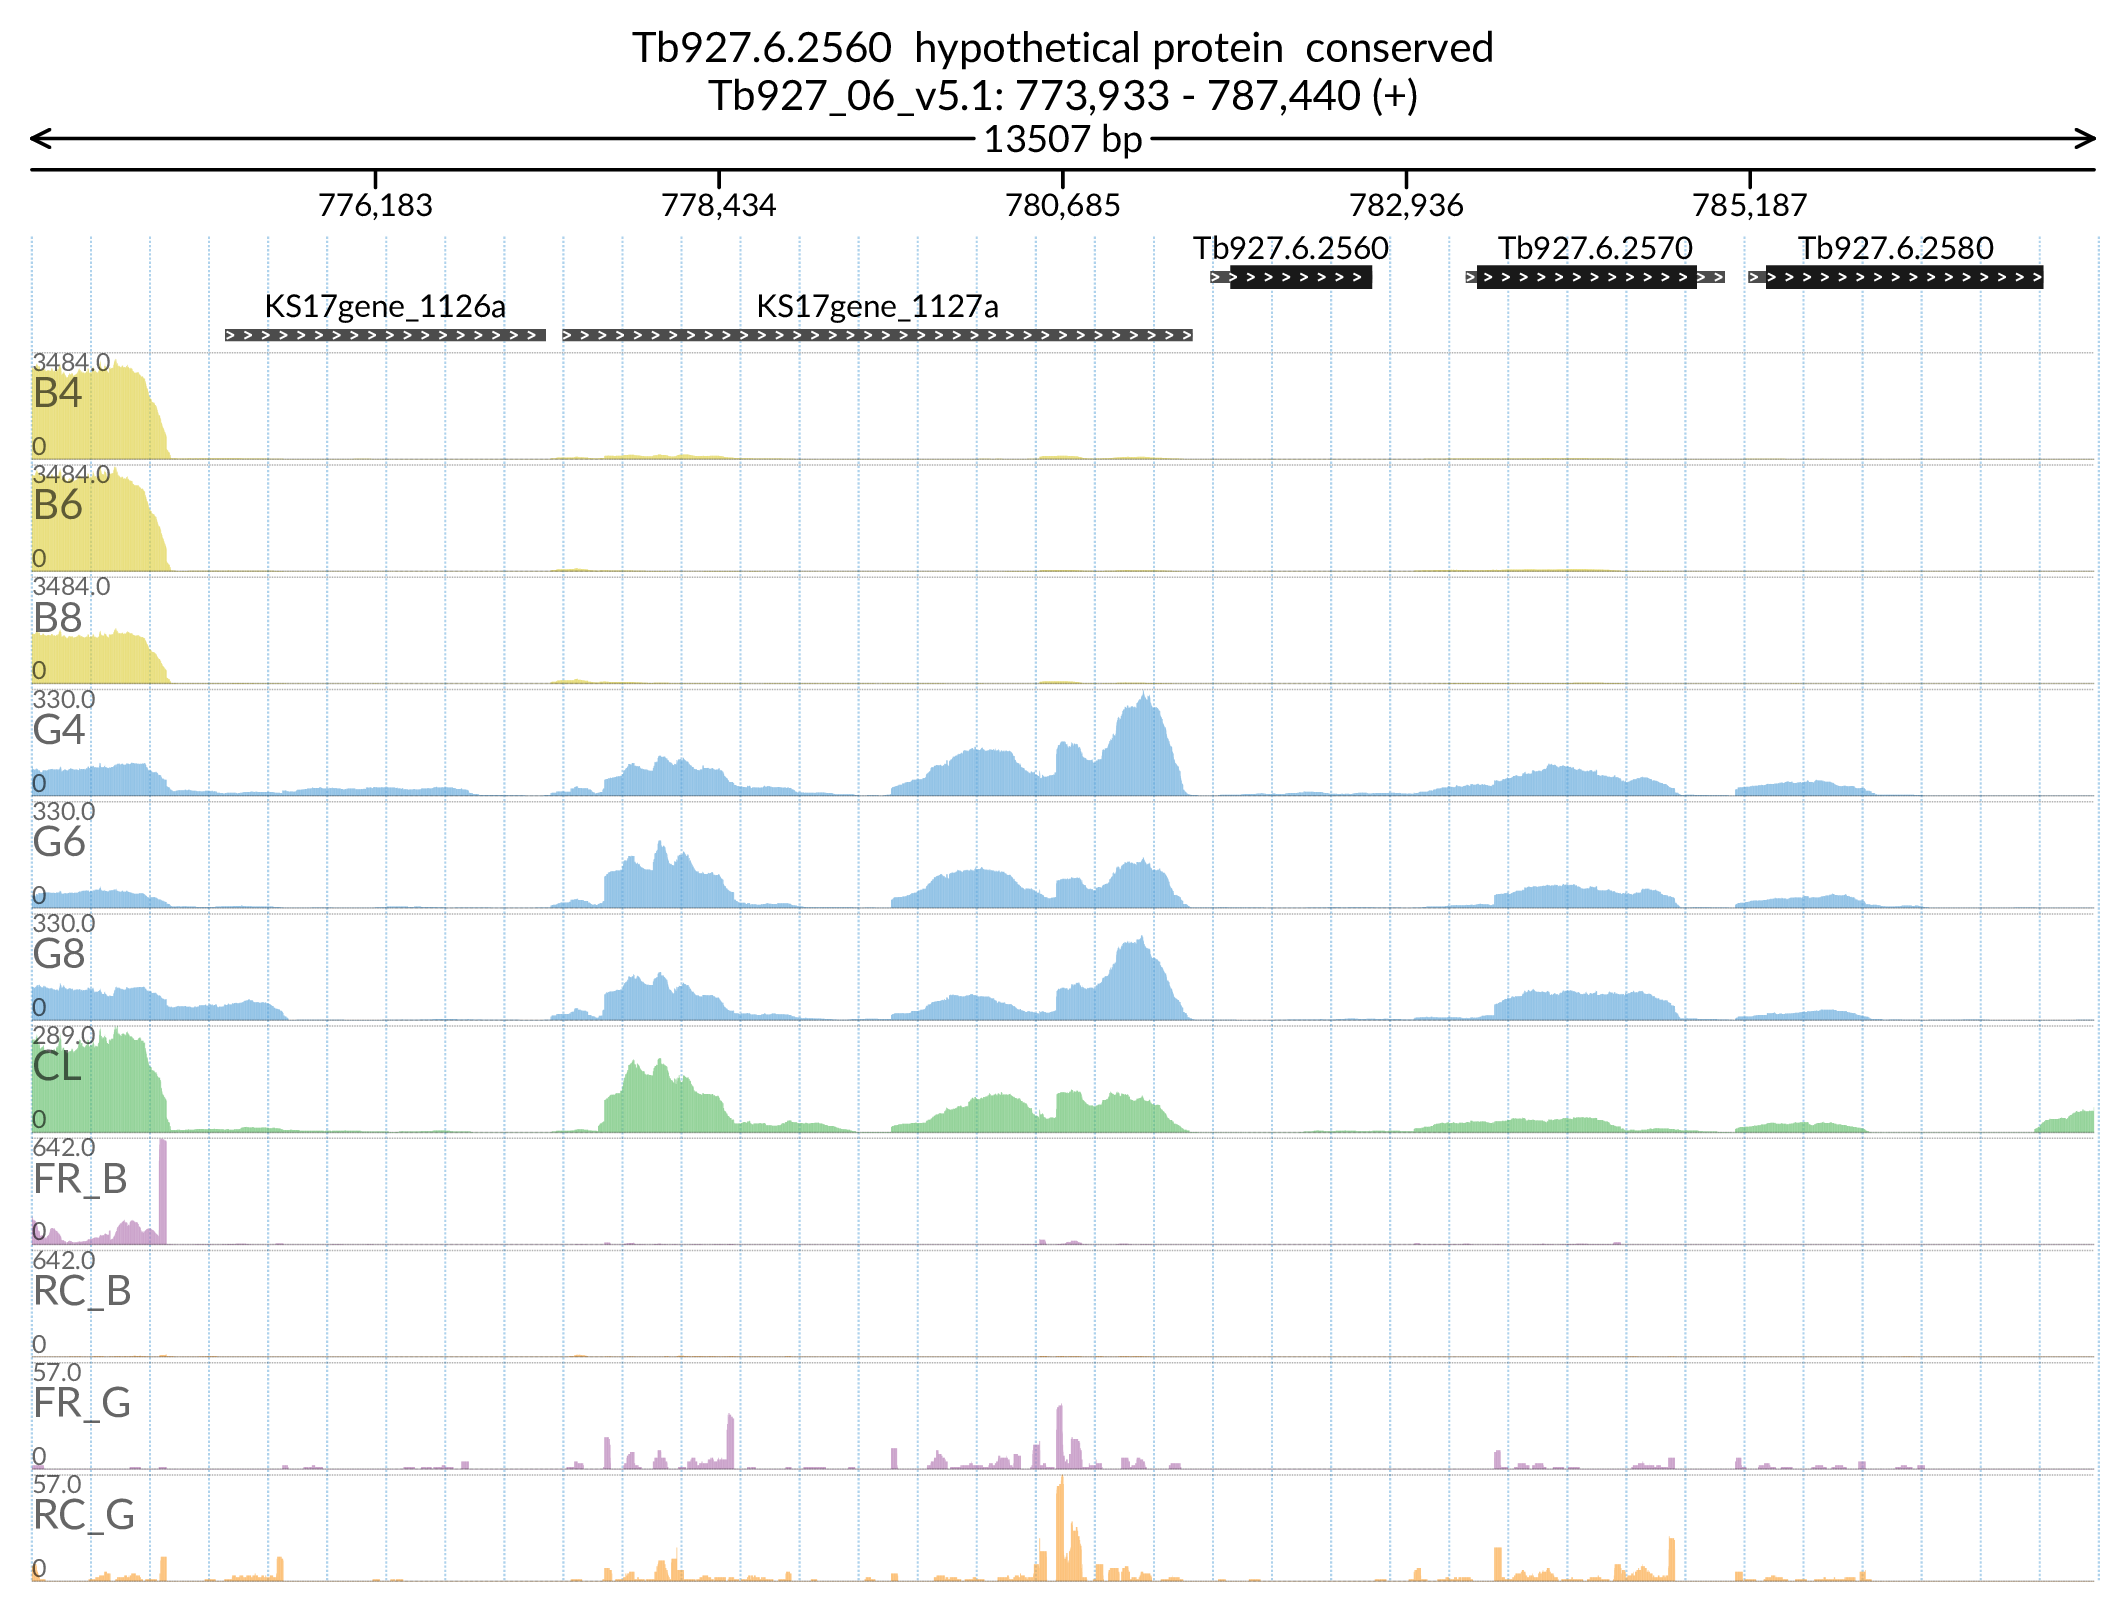 Tb927.6.2560  hypothetical protein  conserved
Tb927_06_v5.1: 773,933 - 787,440 (+)
13507 bp
776,183 778,434 780,685 782,936 785,187
Tb927.6.2560 Tb927.6.2570 Tb927.6.2580
KS17gene_1126a KS17gene_1127a
3484.0
B4
0
3484.0
B6
0
3484.0
B8
0
330.0
G4
0
330.0
G6
0
330.0
G8
0
289.0
CL
0
642.0
FR_B
0
642.0
RC_B
0
57.0
FR_G
0
57.0
RC_G
0